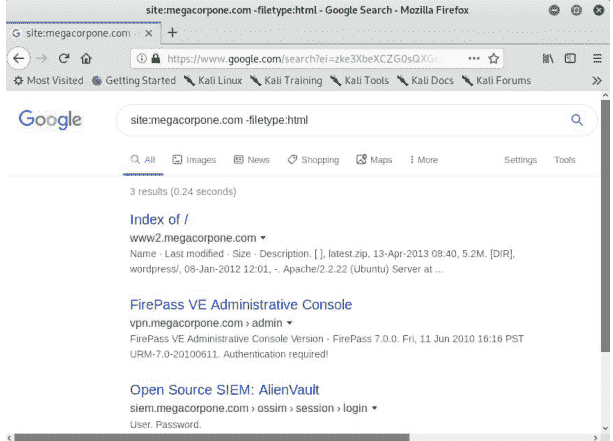 site:megacorpone.com -filetype:html - Google Search - Mozilla Firefox
G site:megacorpone.com -
https://www.google.com/search?ei=zke3XbeXCZG0sQXGr
Most Visited Getting Started Kali Linux Kali Training Kali Tools Kali Docs Kali Forums
Google
site:megacorpone.com -filetype:html
All Images News Shopping Maps More Settings Tools
3 results (0.24 seconds)
Index of /
www2.megacorpone.com
Name · Last modified · Size · Description. [ ], latest.zip, 13-Apr-2013 08:40, 5.2M. [DIR],
wordpress/, 08-Jan-2012 12:01, -. Apache/2.2.22 (Ubuntu) Server at ...
FirePass VE Administrative Console
vpn.megacorpone.com › admin
FirePass VE Administrative Console Version - FirePass 7.0.0. Fri, 11 Jun 2010 16:16 PST
URM-7.0-20100611. Authentication required!
Open Source SIEM: AlienVault
siem.megacorpone.com › ossim › session › login
User. Password.